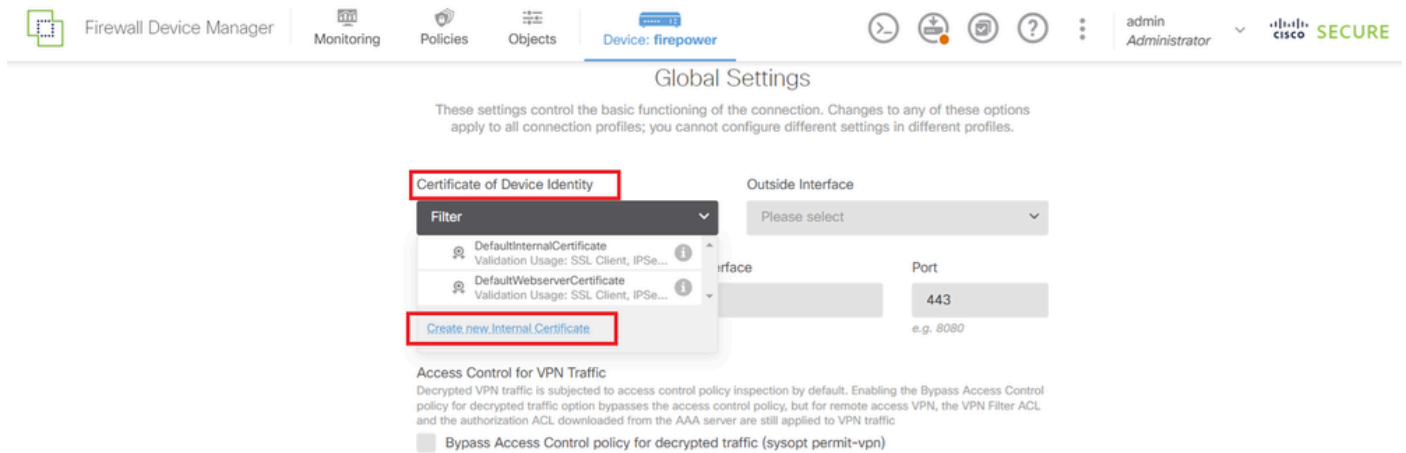 Firewall Device Manager
Monitoring
Policies
Objects
Device: firepower
admin
Administrator
cisco SECURE
Global Settings
These settings control the basic functioning of the connection. Changes to any of these options
apply to all connection profiles; you cannot configure different settings in different profiles.
Certificate of Device Identity
Outside Interface
Filter
Please select
DefaultInternalCertificate
Validation Usage: SSL Client, IPSe...
DefaultWebserverCertificate
Validation Usage: SSL Client, IPSe...
Create new Internal Certificate
erface
Port
443
e.g. 8080
Access Control for VPN Traffic
Decrypted VPN traffic is subjected to access control policy inspection by default. Enabling the Bypass Access Control
policy for decrypted traffic option bypasses the access control policy, but for remote access VPN, the VPN Filter ACL
and the authorization ACL downloaded from the AAA server are still applied to VPN traffic
Bypass Access Control policy for decrypted traffic (sysopt permit-vpn)